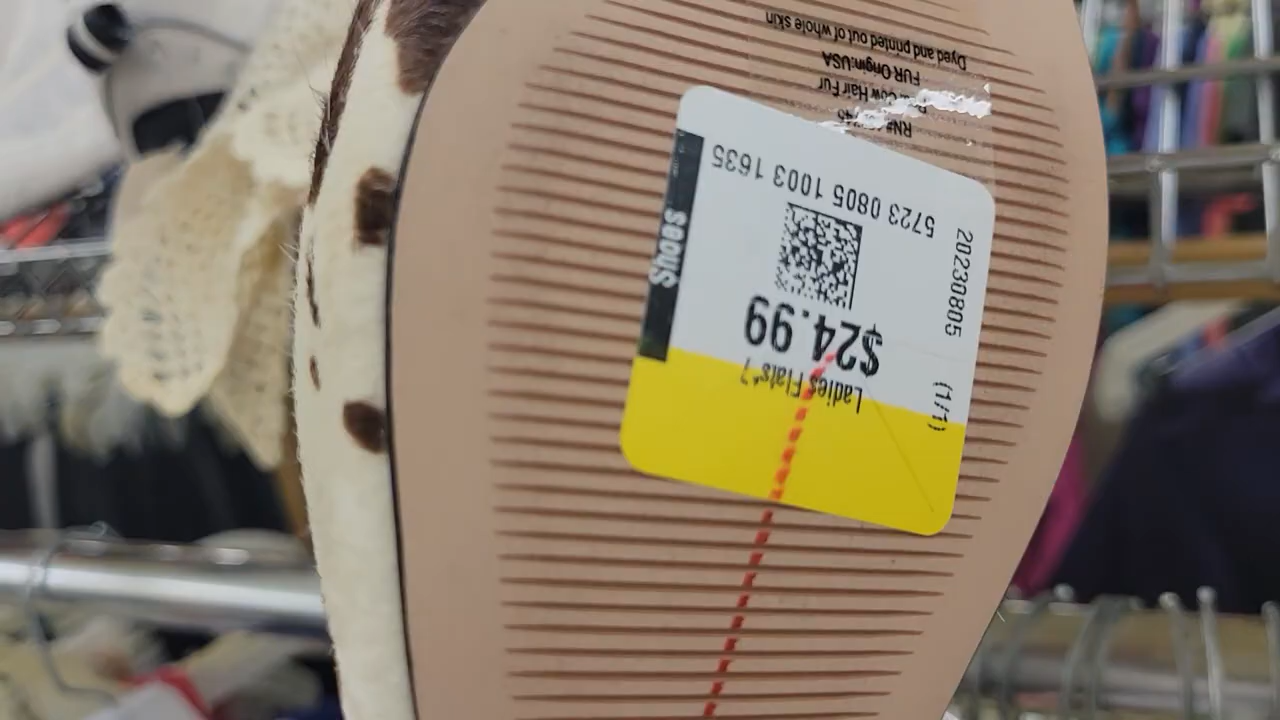 Dyed and printed out of whole skin
FUR Origin:USA
Cow Hair Fur
RN#
SHOES
5723 0805 1003 1635
20230805 (1/1)
$24.99
Ladies Flats 7